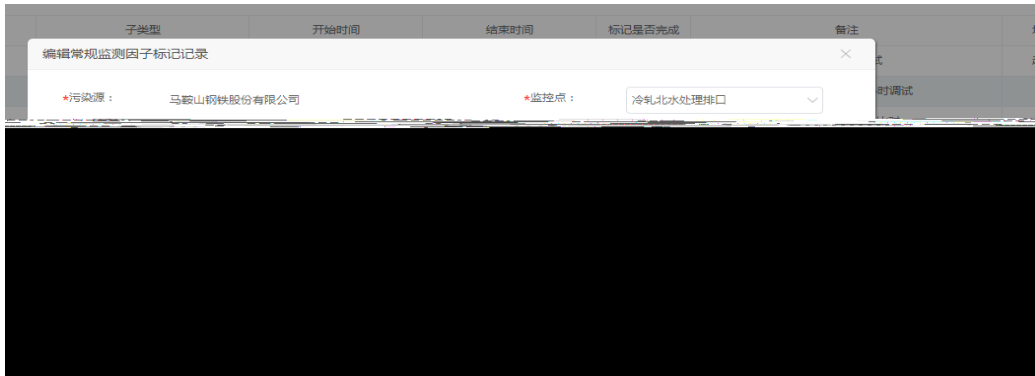 子类型 开始时间 结束时间 标记是否完成 备注
编辑常规监测因子标记记录
*污染源： 马鞍山钢铁股份有限公司 *监控点： 冷轧北水处理排口
时调试